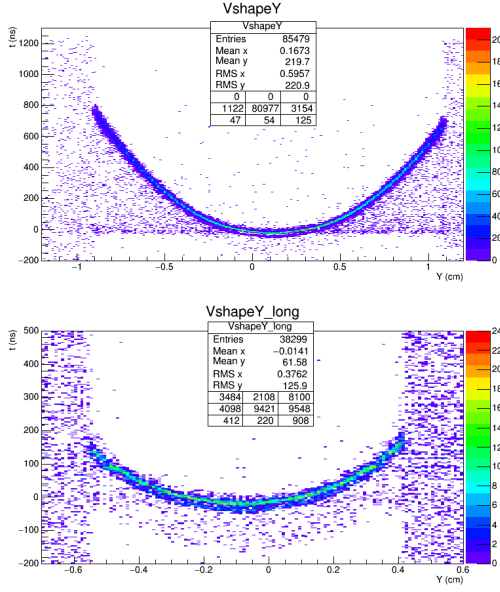 VshapeY
t (ns)
VshapeY
Entries 85479
Mean x 0.1673
Mean y 219.7
RMS x 0.5957
RMS y 220.9
0 0 0
1122 80977 3154
47 54 125
1200
1000
800
600
400
200
0
−200
−1 −0.5 0 0.5 1
Y (cm)
20
18
16
14
12
10
8
6
4
2
0
VshapeY_long
t (ns)
VshapeY_long
Entries 38299
Mean x −0.0141
Mean y 61.58
RMS x 0.3762
RMS y 125.9
3484 2108 8100
4098 9421 9548
412 220 908
500
400
300
200
100
0
−100
−200
−0.6 −0.4 −0.2 0 0.2 0.4 0.6
Y (cm)
24
22
20
18
16
14
12
10
8
6
4
2
0